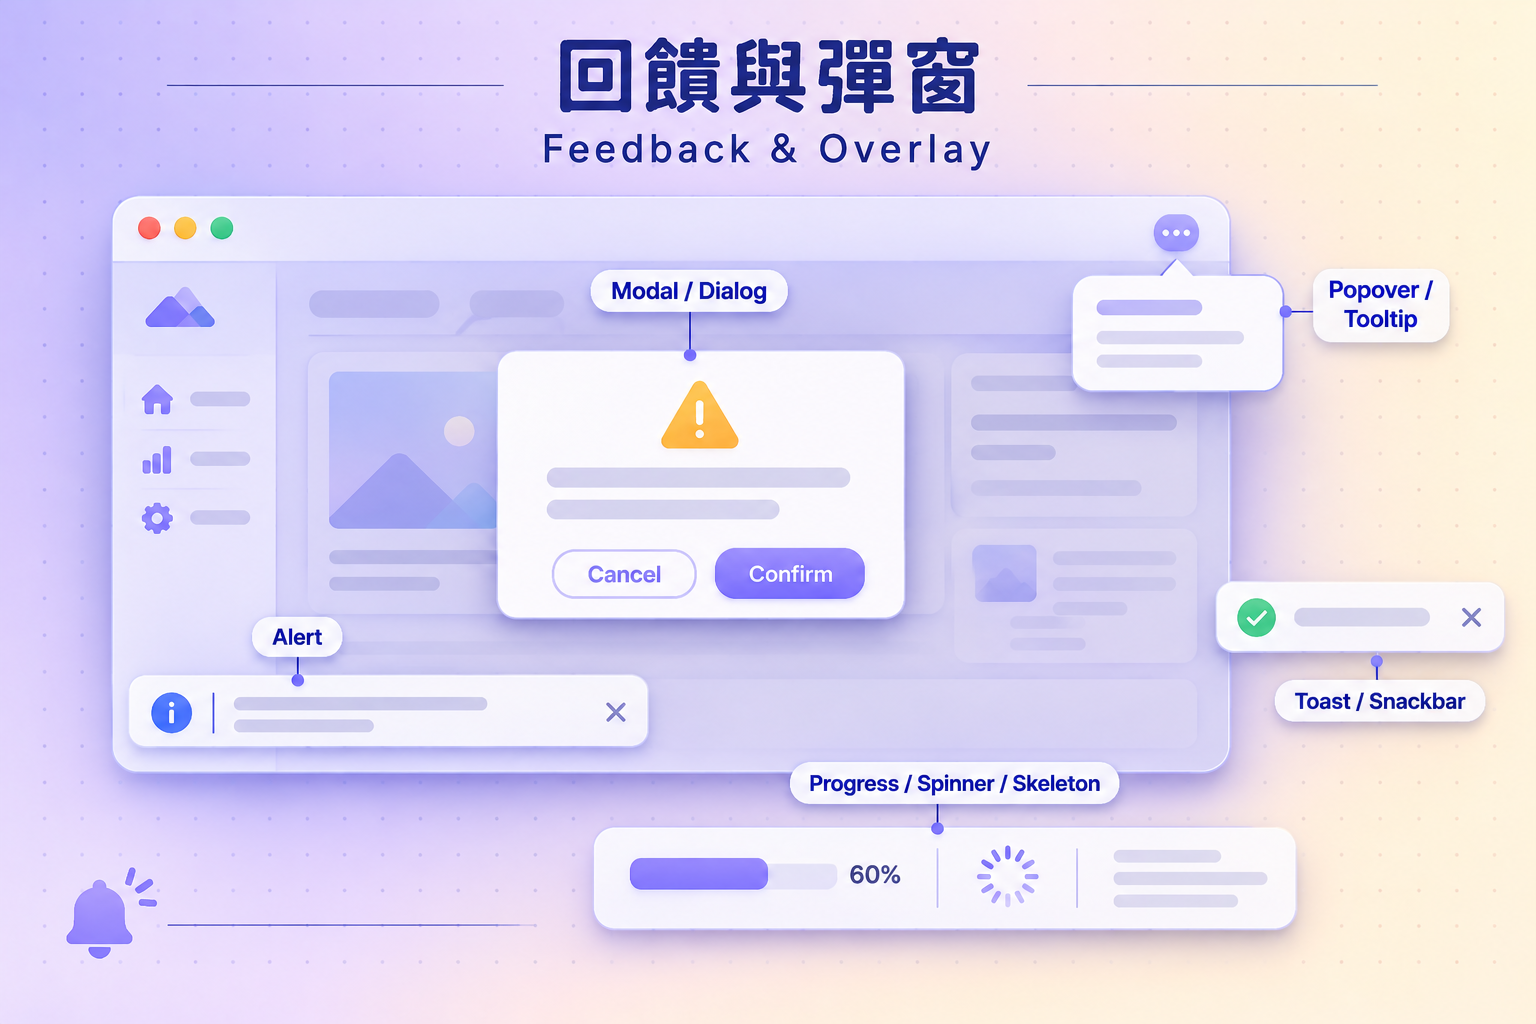 回饋與彈窗
Feedback & Overlay
Modal / Dialog
Popover /
Tooltip
Cancel
Confirm
Alert
Toast / Snackbar
Progress / Spinner / Skeleton
60%